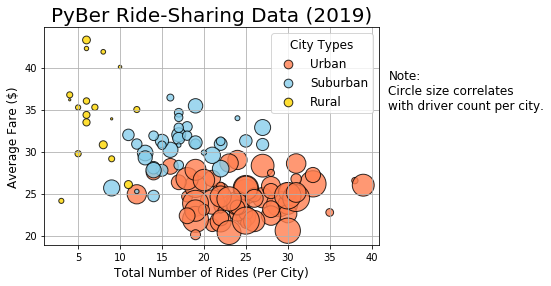 PyBer Ride-Sharing Data (2019)
City Types
Urban
Suburban
Rural
Note:
Circle size correlates
with driver count per city.
Average Fare ($)
40
35
30
25
20
5 10 15 20 25 30 35 40
Total Number of Rides (Per City)